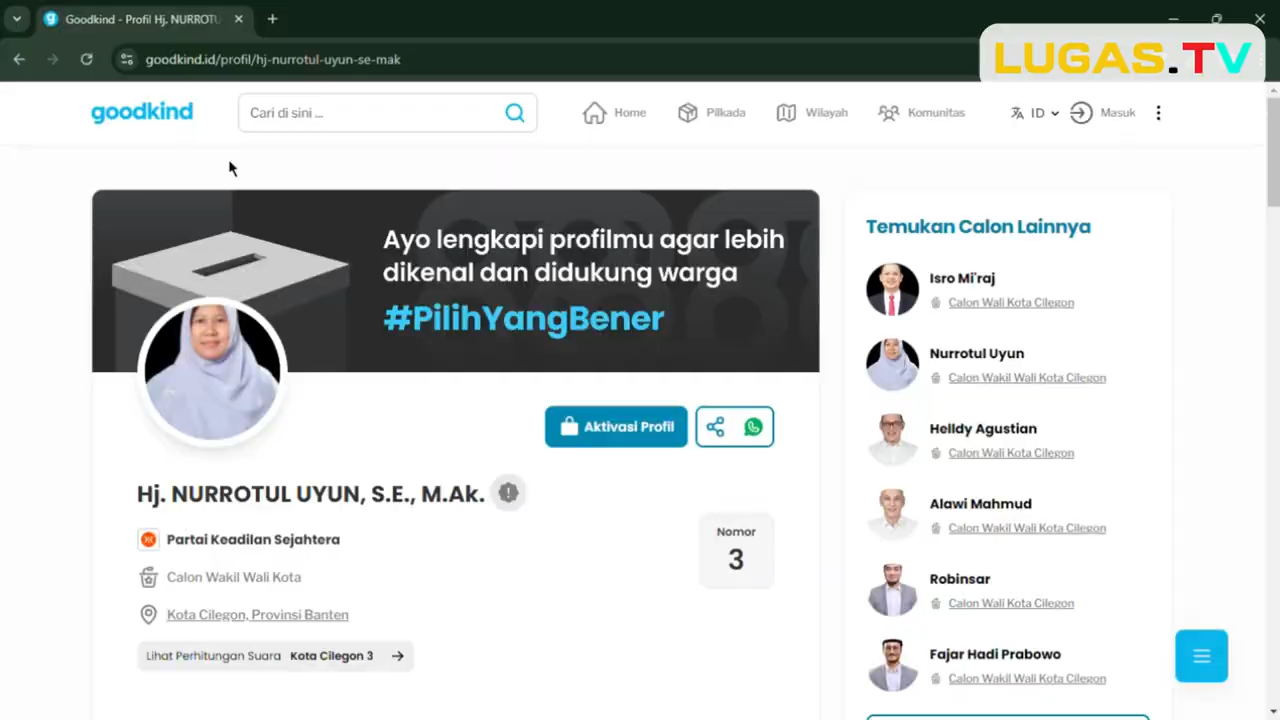 Goodkind - Profil Hj. NURROTU
goodkind.id/profil/hj-nurrotul-uyun-se-mak
LUGAS.TV
goodkind
Cari di sini ...
Home
Pilkada
Wilayah
Komunitas
ID
Masuk
Ayo lengkapi profilmu agar lebih
dikenal dan didukung warga
#PilihYangBener
Aktivasi Profil
Hj. NURROTUL UYUN, S.E., M.Ak.
Partai Keadilan Sejahtera
Calon Wakil Wali Kota
Kota Cilegon, Provinsi Banten
Lihat Perhitungan Suara Kota Cilegon 3
Nomor
3
Temukan Calon Lainnya
Isro Mi'raj
Calon Wali Kota Cilegon
Nurrotul Uyun
Calon Wakil Wali Kota Cilegon
Helldy Agustian
Calon Wali Kota Cilegon
Alawi Mahmud
Calon Wakil Wali Kota Cilegon
Robinsar
Calon Wali Kota Cilegon
Fajar Hadi Prabowo
Calon Wakil Wali Kota Cilegon